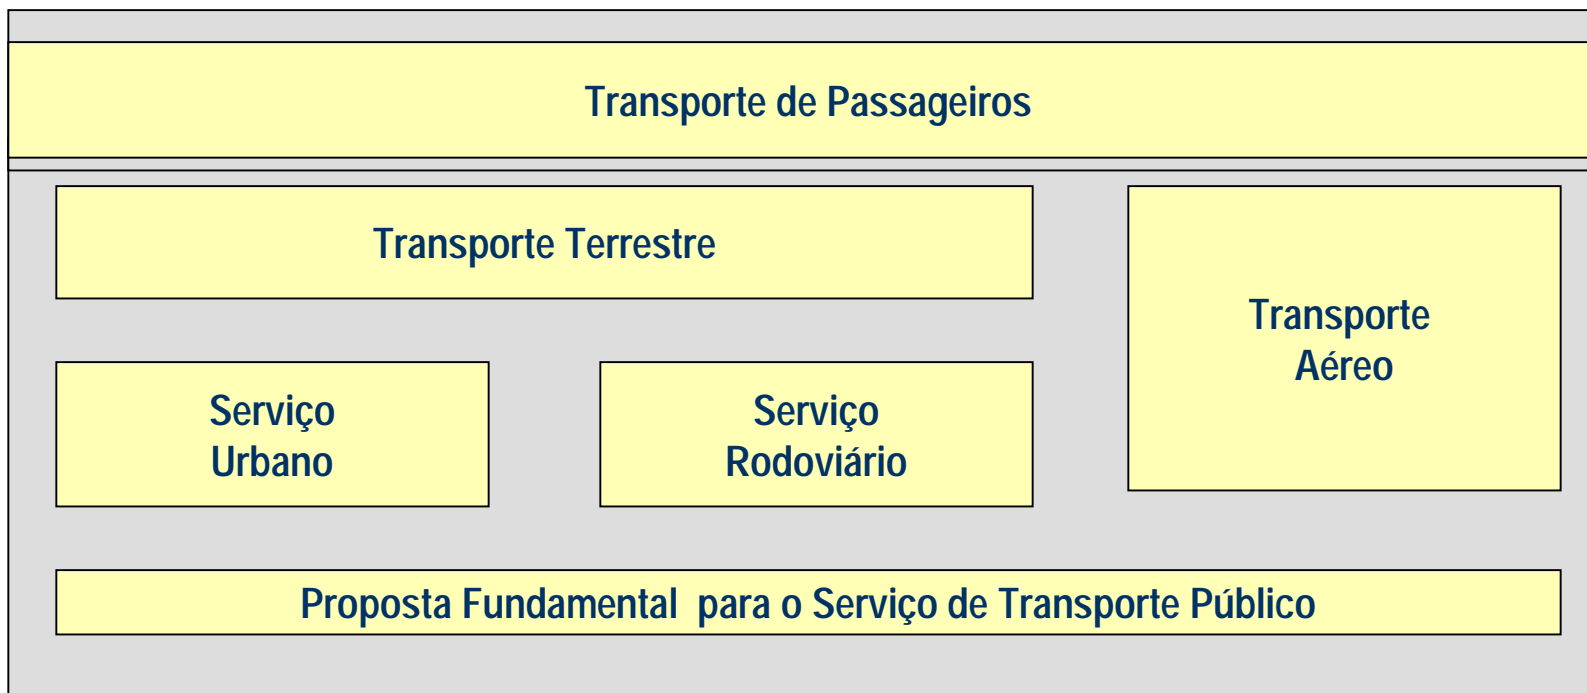 Transporte de Passageiros
Transporte Terrestre
Transporte
Aéreo
Serviço
Urbano
Serviço
Rodoviário
Proposta Fundamental  para o Serviço de Transporte Público